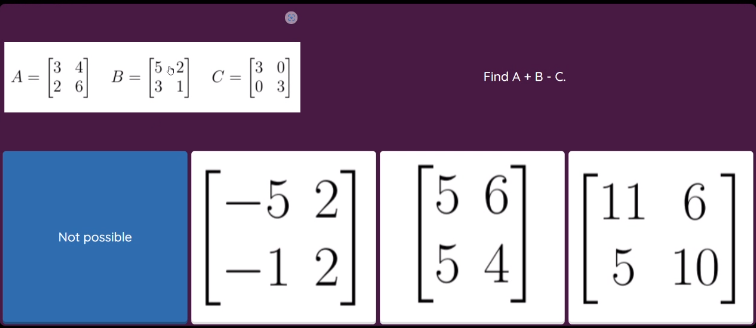 A = [3 4] B = [5 2] C = [3 0]
[2 6] [3 1] [0 3]
Find A + B - C.
Not possible
[−5 2] [5 6] [11 6]
[−1 2] [5 4] [5 10]